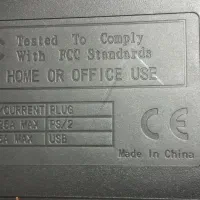 Tested To Comply
With FCC Standards
HOME OR OFFICE USE
CURRENT PLUG
MAX PS/2
MAX USB
CE
Made In China